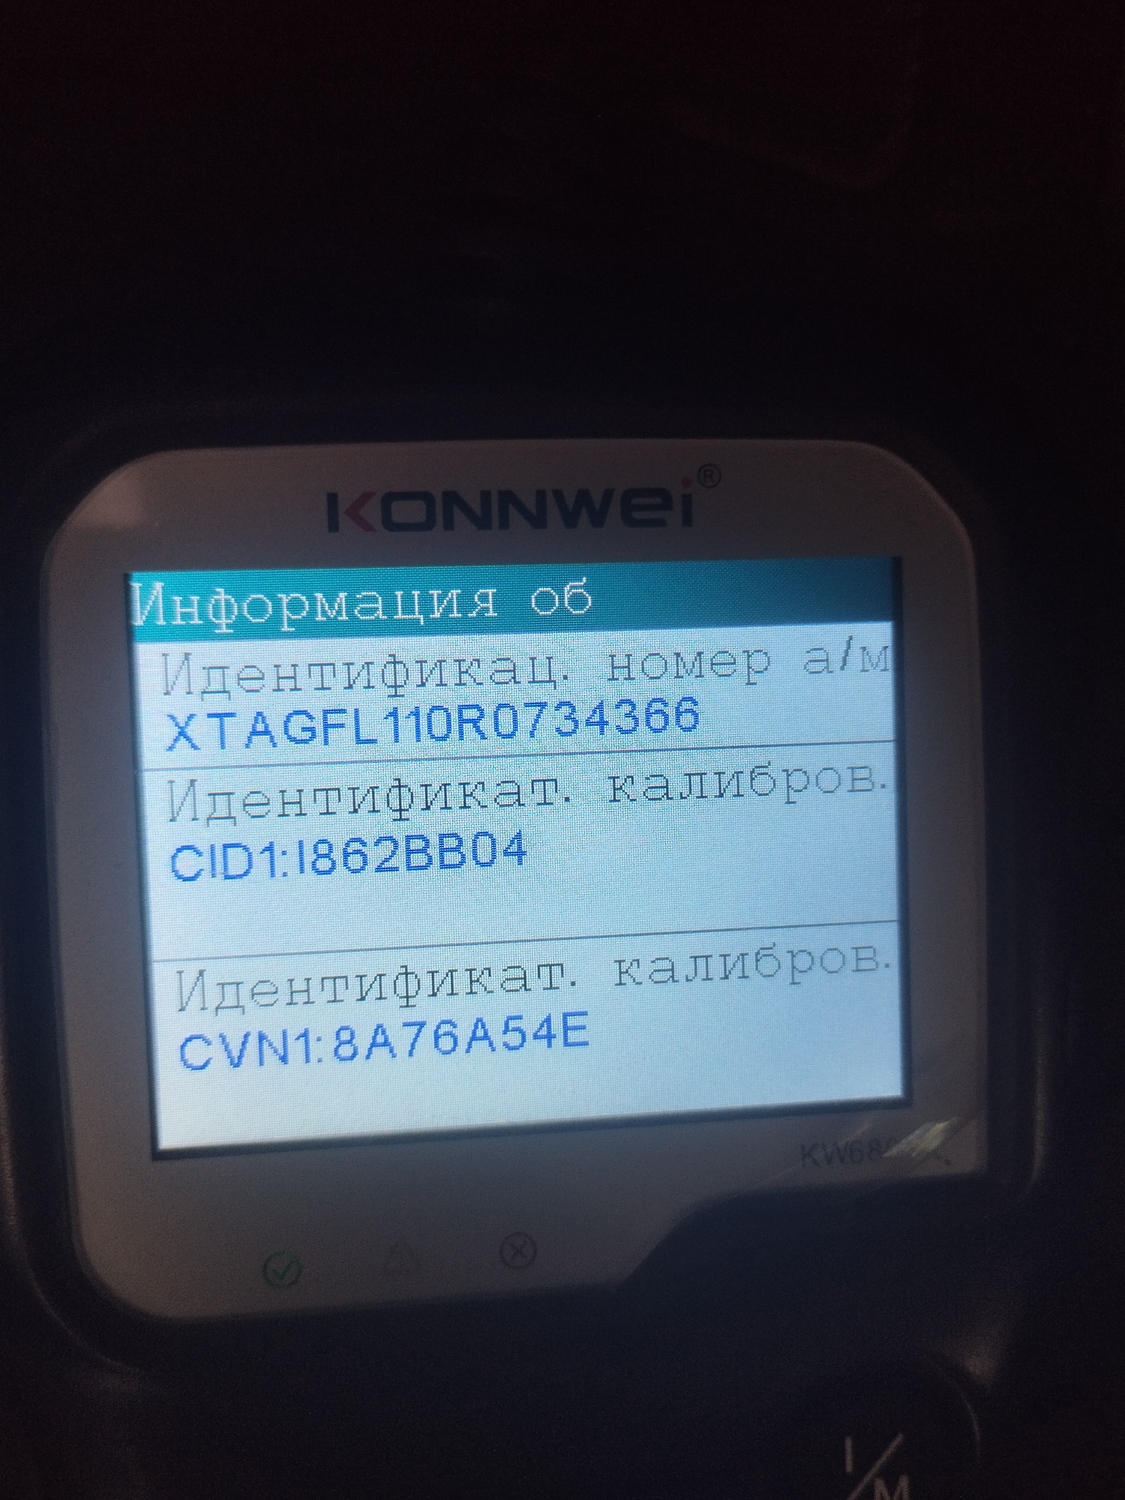 KONNWEI®
Информация об
Идентификац. номер а/м
XTAGFL110R0734366
Идентификат. калибров.
CID1:I862BB04
Идентификат. калибров.
CVN1:8A76A54E
I/M